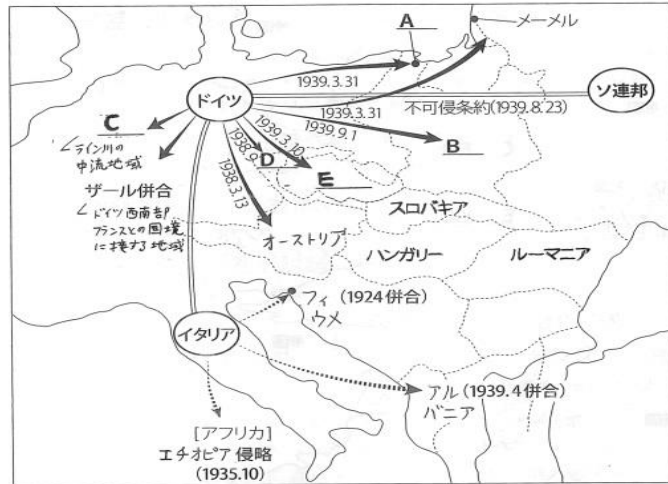 A
メーメル
1939.3.31
ドイツ
ソ連邦
不可侵条約(1939.8.23)
1939.3.31
1939.9.1
B
C
ライン川の
中流地域
1939.3.10
1938.9
D
E
1938.3.13
ザール併合
ドイツ西南部
フランスとの国境
に接する地域
スロバキア
オーストリア
ハンガリー
ルーマニア
フィ(1924併合)
ウメ
イタリア
アル(1939.4併合)
バニア
[アフリカ]
エチオピア侵略
(1935.10)